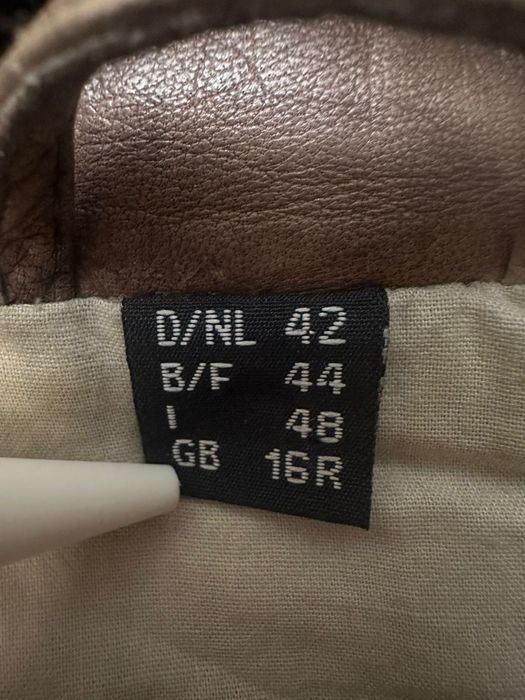 D/NL 42
B/F 44
I 48
GB 16R